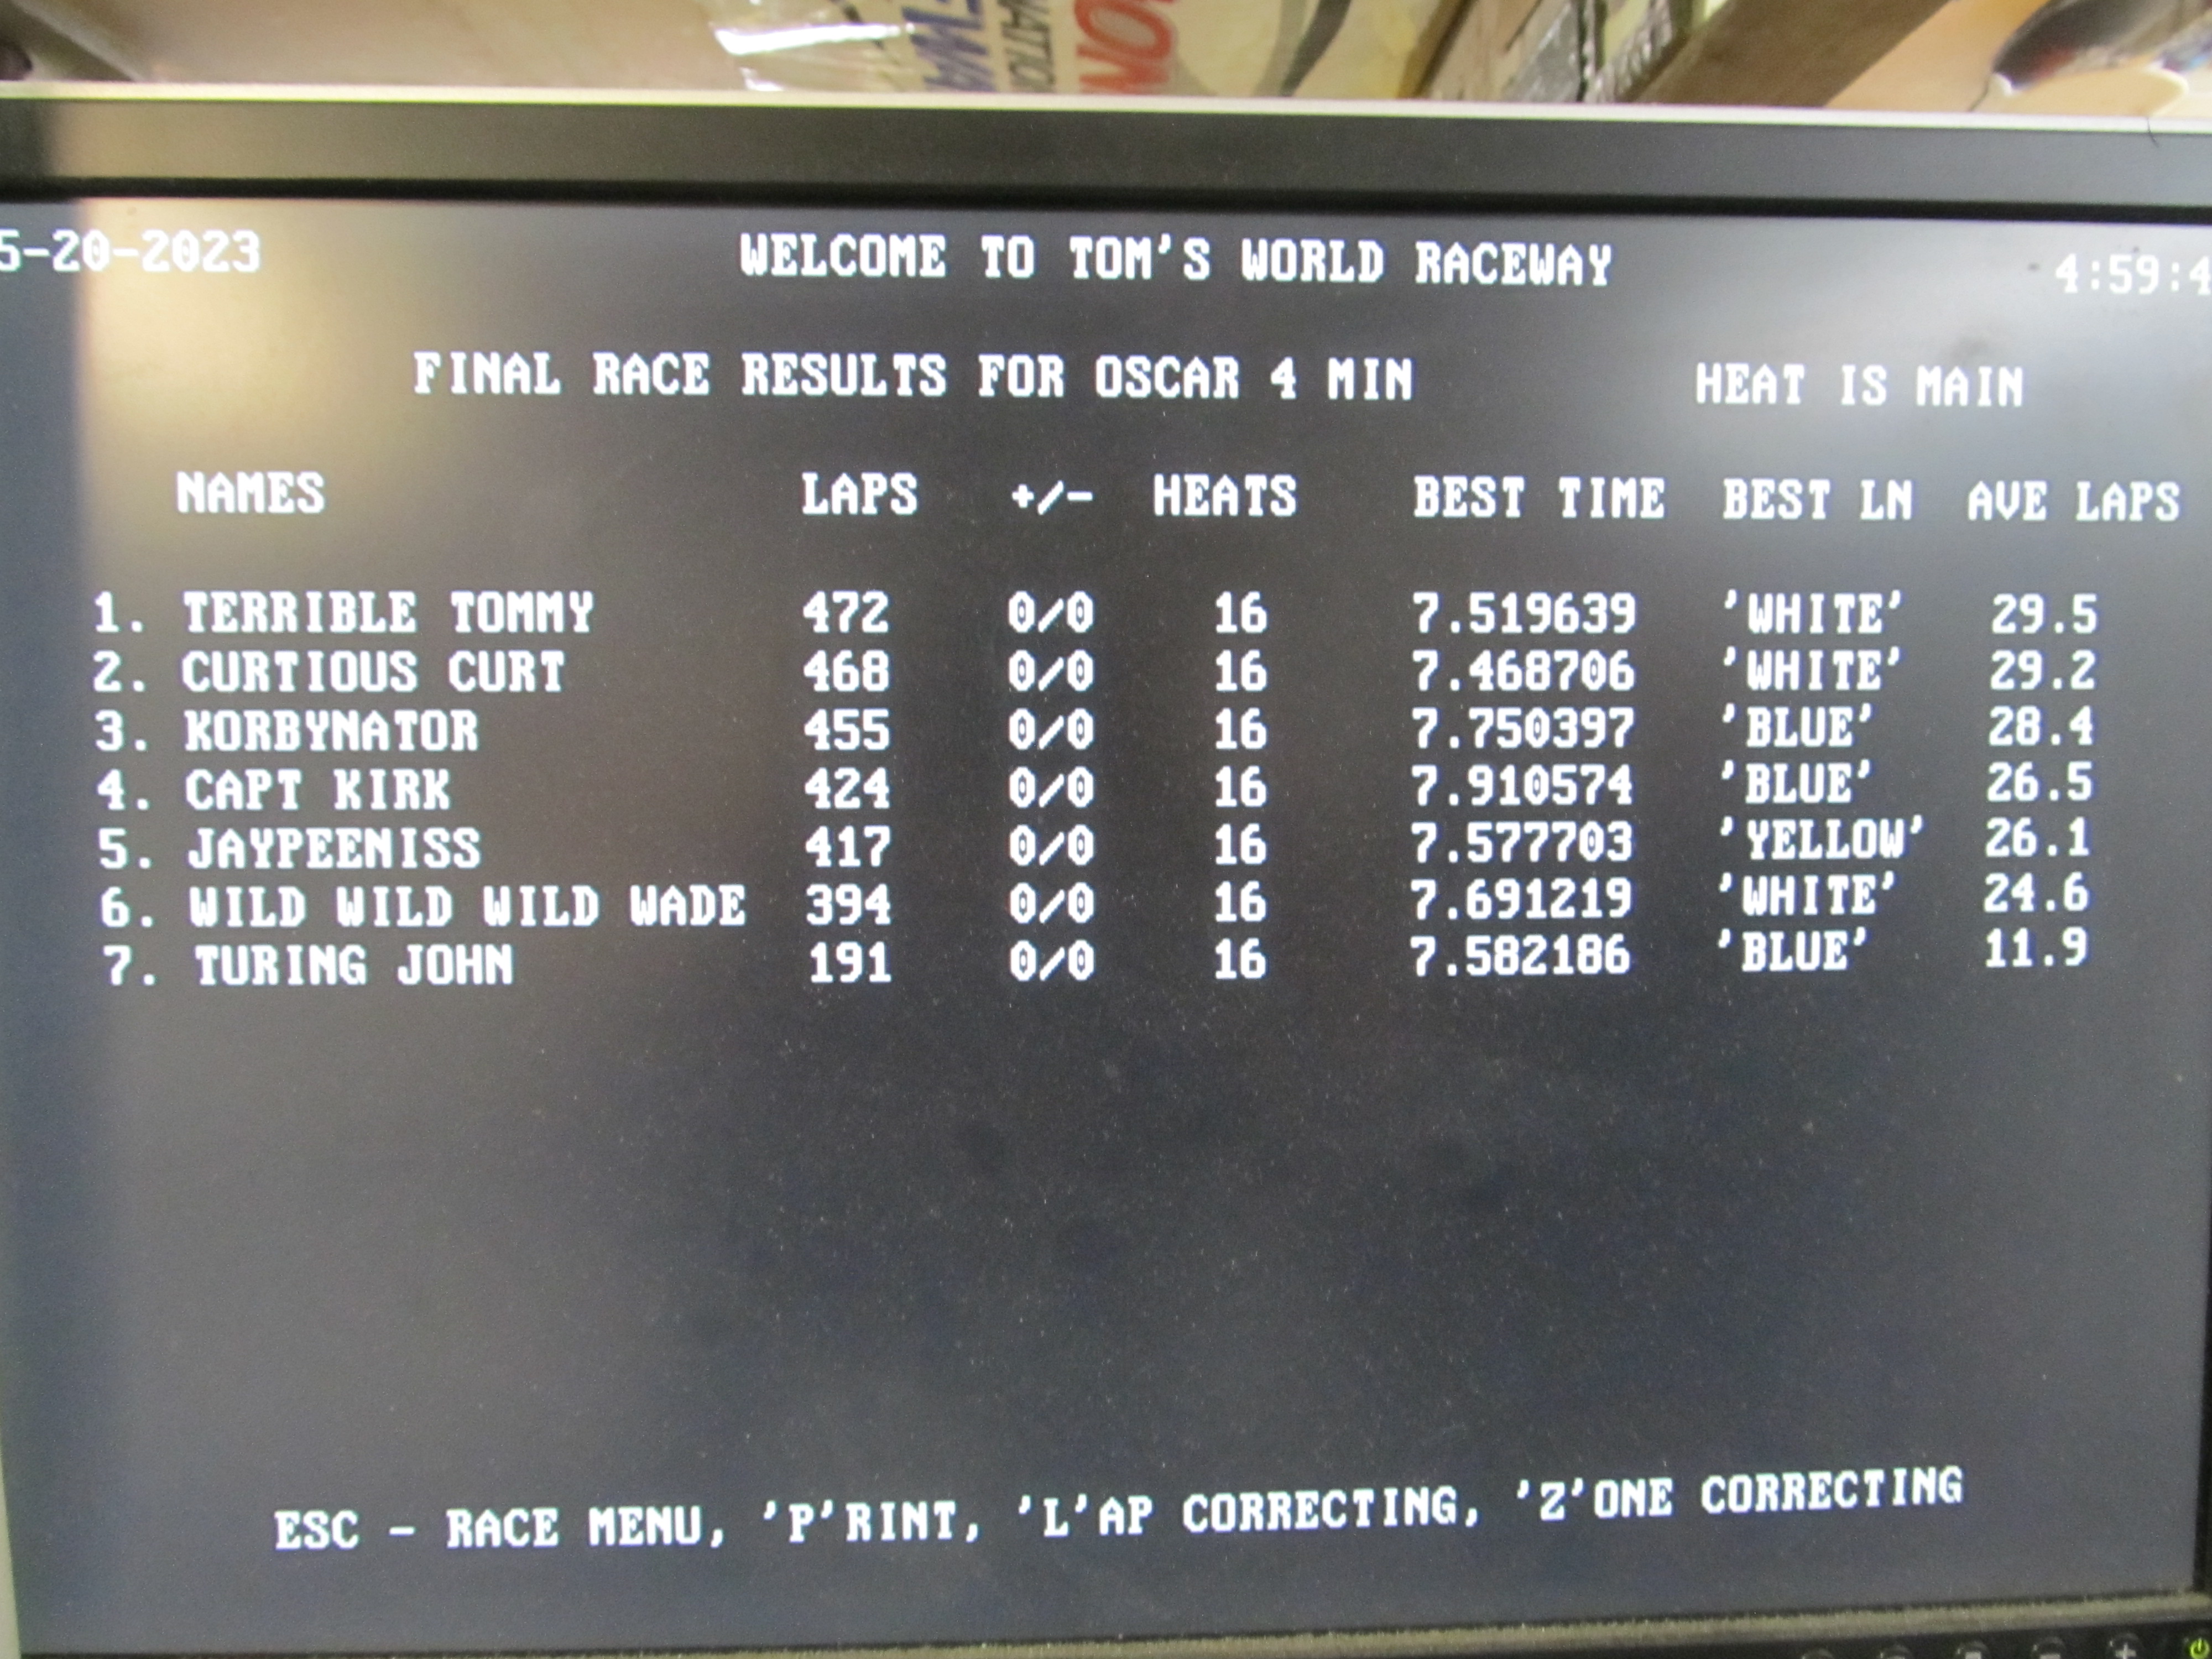 5-20-2023 WELCOME TO TOM'S WORLD RACEWAY 4:59:4
FINAL RACE RESULTS FOR OSCAR 4 MIN HEAT IS MAIN
NAMES LAPS +/- HEATS BEST TIME BEST LN AVE LAPS
1. TERRIBLE TOMMY 472 0/0 16 7.519639 'WHITE' 29.5
2. CURTIOUS CURT 468 0/0 16 7.468706 'WHITE' 29.2
3. KORBYNATOR 455 0/0 16 7.750397 'BLUE' 28.4
4. CAPT KIRK 424 0/0 16 7.910574 'BLUE' 26.5
5. JAYPEENISS 417 0/0 16 7.577703 'YELLOW' 26.1
6. WILD WILD WILD WADE 394 0/0 16 7.691219 'WHITE' 24.6
7. TURING JOHN 191 0/0 16 7.582186 'BLUE' 11.9
ESC - RACE MENU, 'P'RINT, 'L'AP CORRECTING, 'Z'ONE CORRECTING